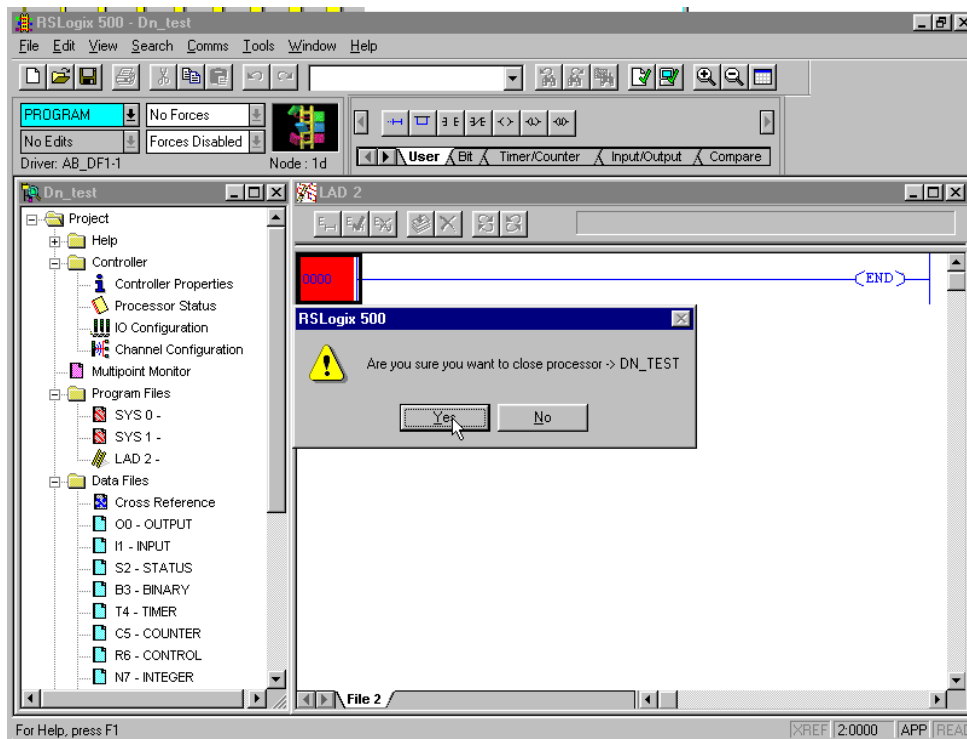 RSLogix 500 - Dn_test
File Edit View Search Comms Tools Window Help
PROGRAM No Forces
No Edits Forces Disabled
Driver: AB_DF1-1 Node : 1d
User Bit Timer/Counter Input/Output Compare
Dn_test
Project
Help
Controller
Controller Properties
Processor Status
IO Configuration
Channel Configuration
Multipoint Monitor
Program Files
SYS 0 -
SYS 1 -
LAD 2 -
Data Files
Cross Reference
O0 - OUTPUT
I1 - INPUT
S2 - STATUS
B3 - BINARY
T4 - TIMER
C5 - COUNTER
R6 - CONTROL
N7 - INTEGER
LAD 2
0000
END
RSLogix 500
Are you sure you want to close processor -> DN_TEST
Yes No
File 2
For Help, press F1
XREF 2:0000 APP READ